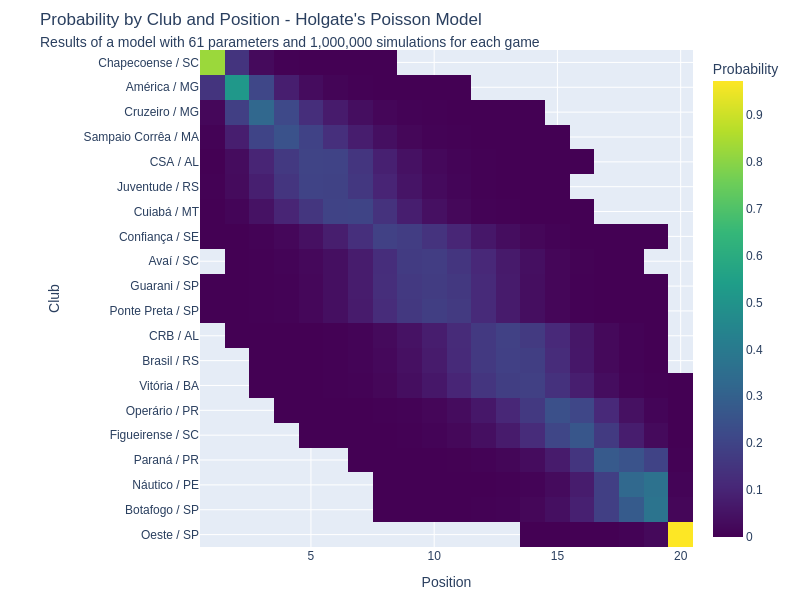 Probability by Club and Position - Holgate's Poisson Model
Results of a model with 61 parameters and 1,000,000 simulations for each game
Probability
Club
Chapecoense / SC
América / MG
Cruzeiro / MG
Sampaio Corrêa / MA
CSA / AL
Juventude / RS
Cuiabá / MT
Confiança / SE
Avaí / SC
Guarani / SP
Ponte Preta / SP
CRB / AL
Brasil / RS
Vitória / BA
Operário / PR
Figueirense / SC
Paraná / PR
Náutico / PE
Botafogo / SP
Oeste / SP
5
10
15
20
Position
0.9
0.8
0.7
0.6
0.5
0.4
0.3
0.2
0.1
0